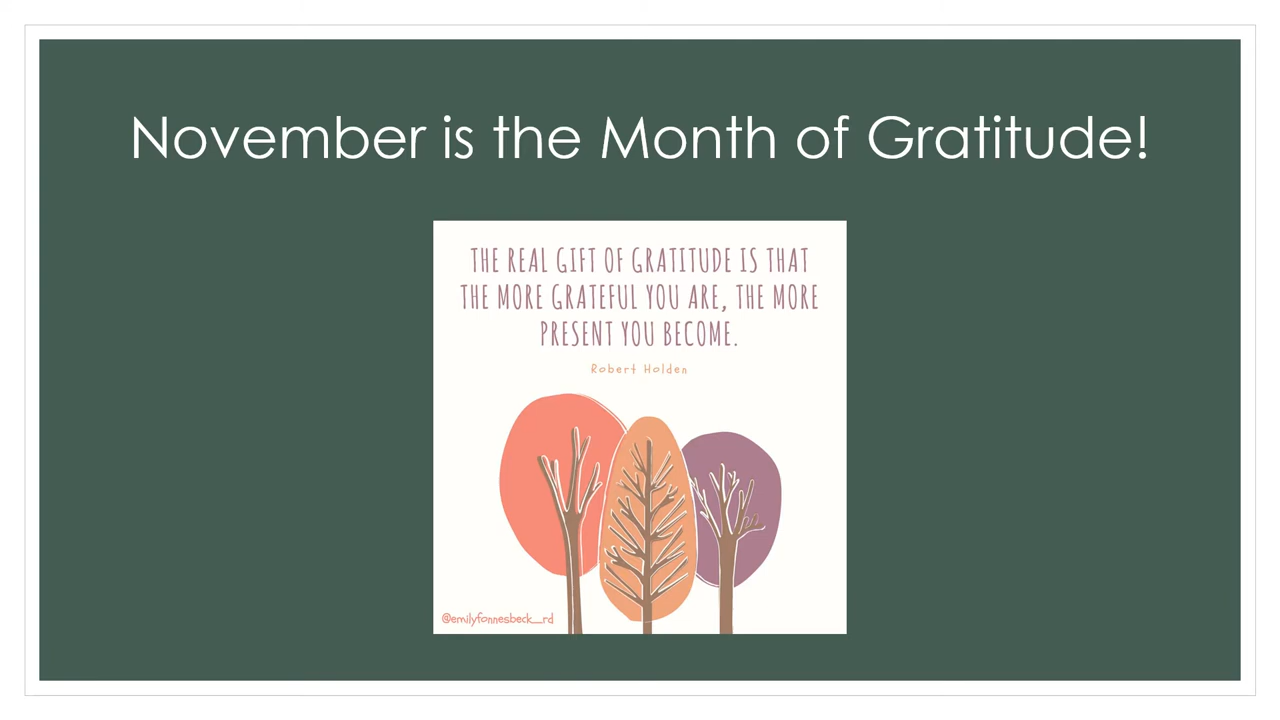 November is the Month of Gratitude!
THE REAL GIFT OF GRATITUDE IS THAT
THE MORE GRATEFUL YOU ARE, THE MORE
PRESENT YOU BECOME.
Robert Holden
@emilyfonnesbeck_rd